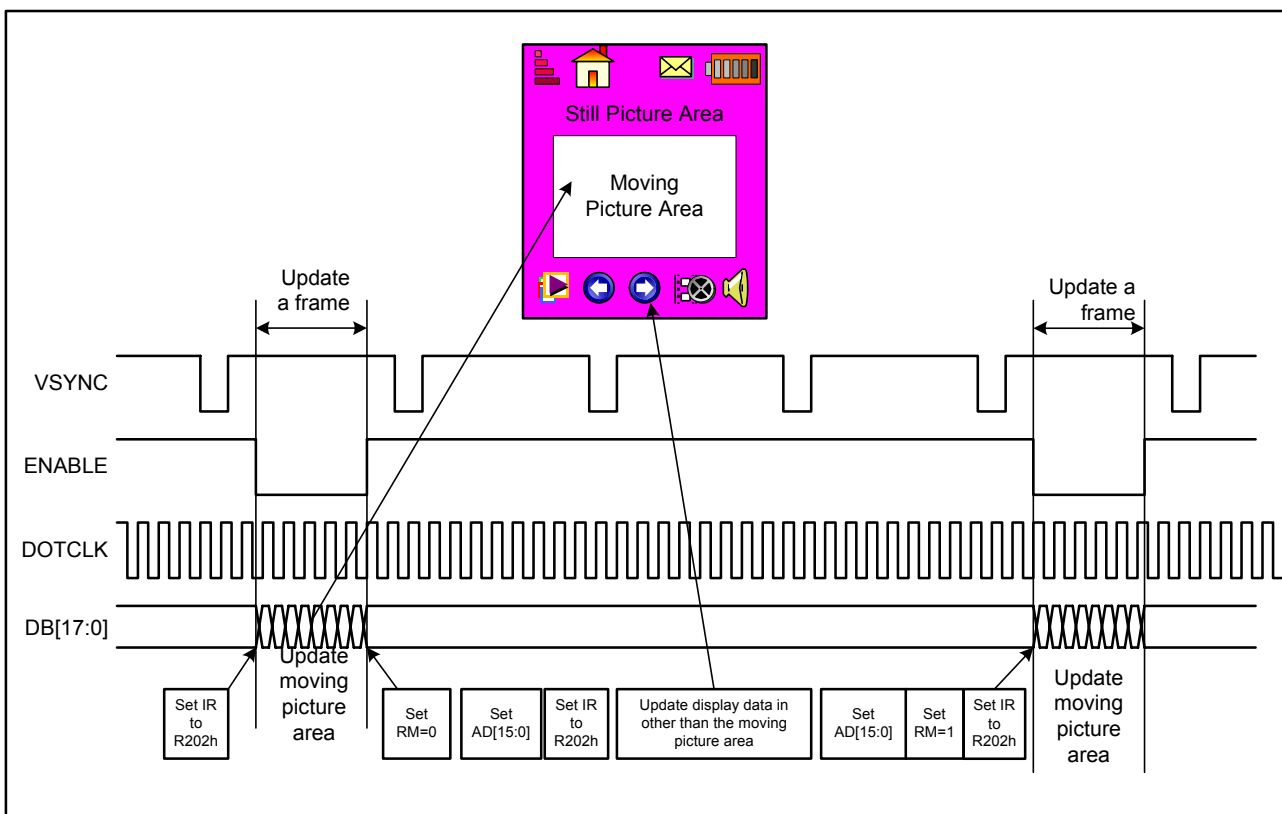 Still Picture Area
Moving
Picture Area
Update
a frame
Update a
frame
VSYNC
ENABLE
DOTCLK
DB[17:0]
Update
moving
picture
area
Update
moving
picture
area
Set IR
to
R202h
Set
RM=0
Set
AD[15:0]
Set IR
to
R202h
Update display data in
other than the moving
picture area
Set
AD[15:0]
Set
RM=1
Set IR
to
R202h